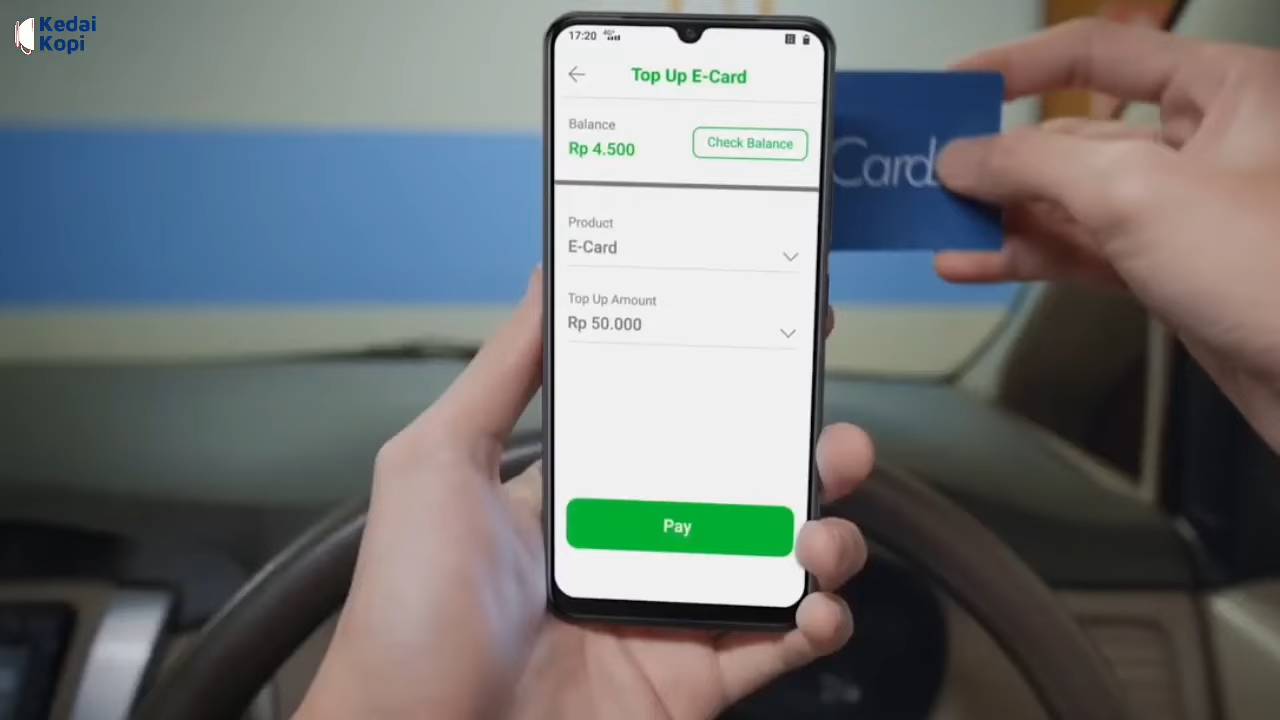 Kedai
Kopi
17:20 4G+
Top Up E-Card
Balance
Rp 4.500
Check Balance
Card
Product
E-Card
Top Up Amount
Rp 50.000
Pay